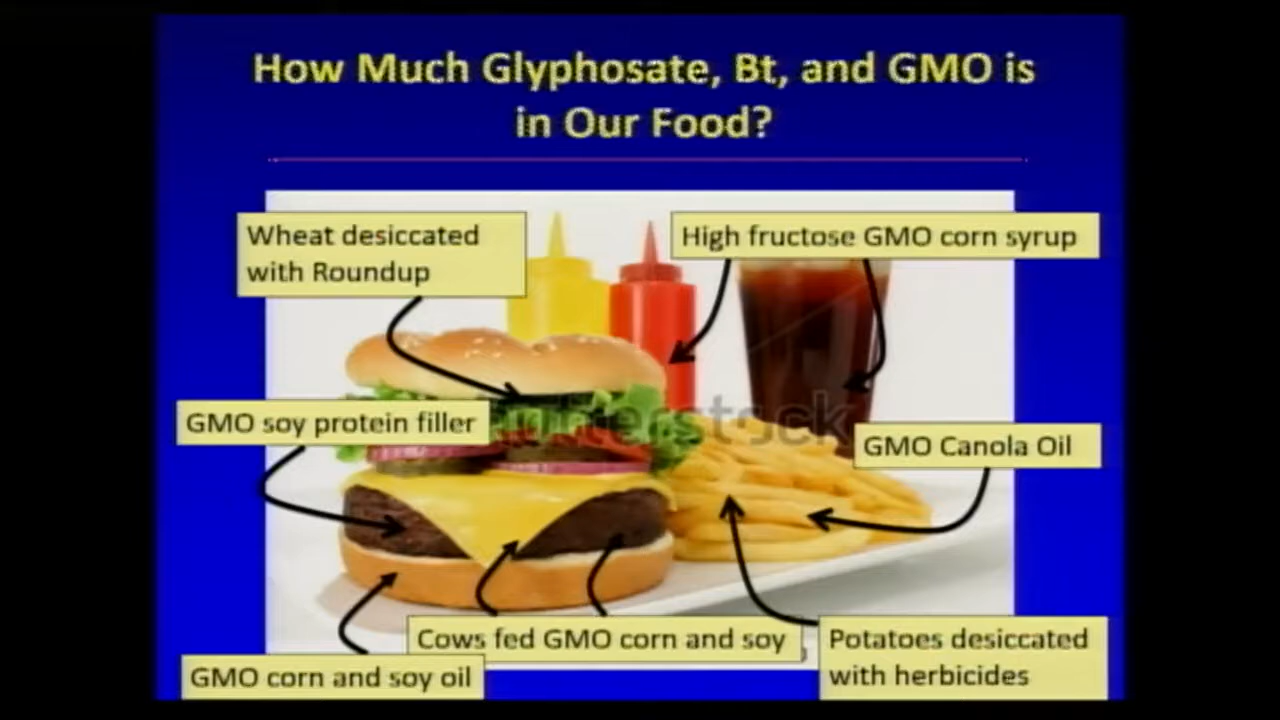 How Much Glyphosate, Bt, and GMO is
in Our Food?
Wheat desiccated
with Roundup
High fructose GMO corn syrup
GMO soy protein filler
GMO Canola Oil
Cows fed GMO corn and soy
Potatoes desiccated
with herbicides
GMO corn and soy oil